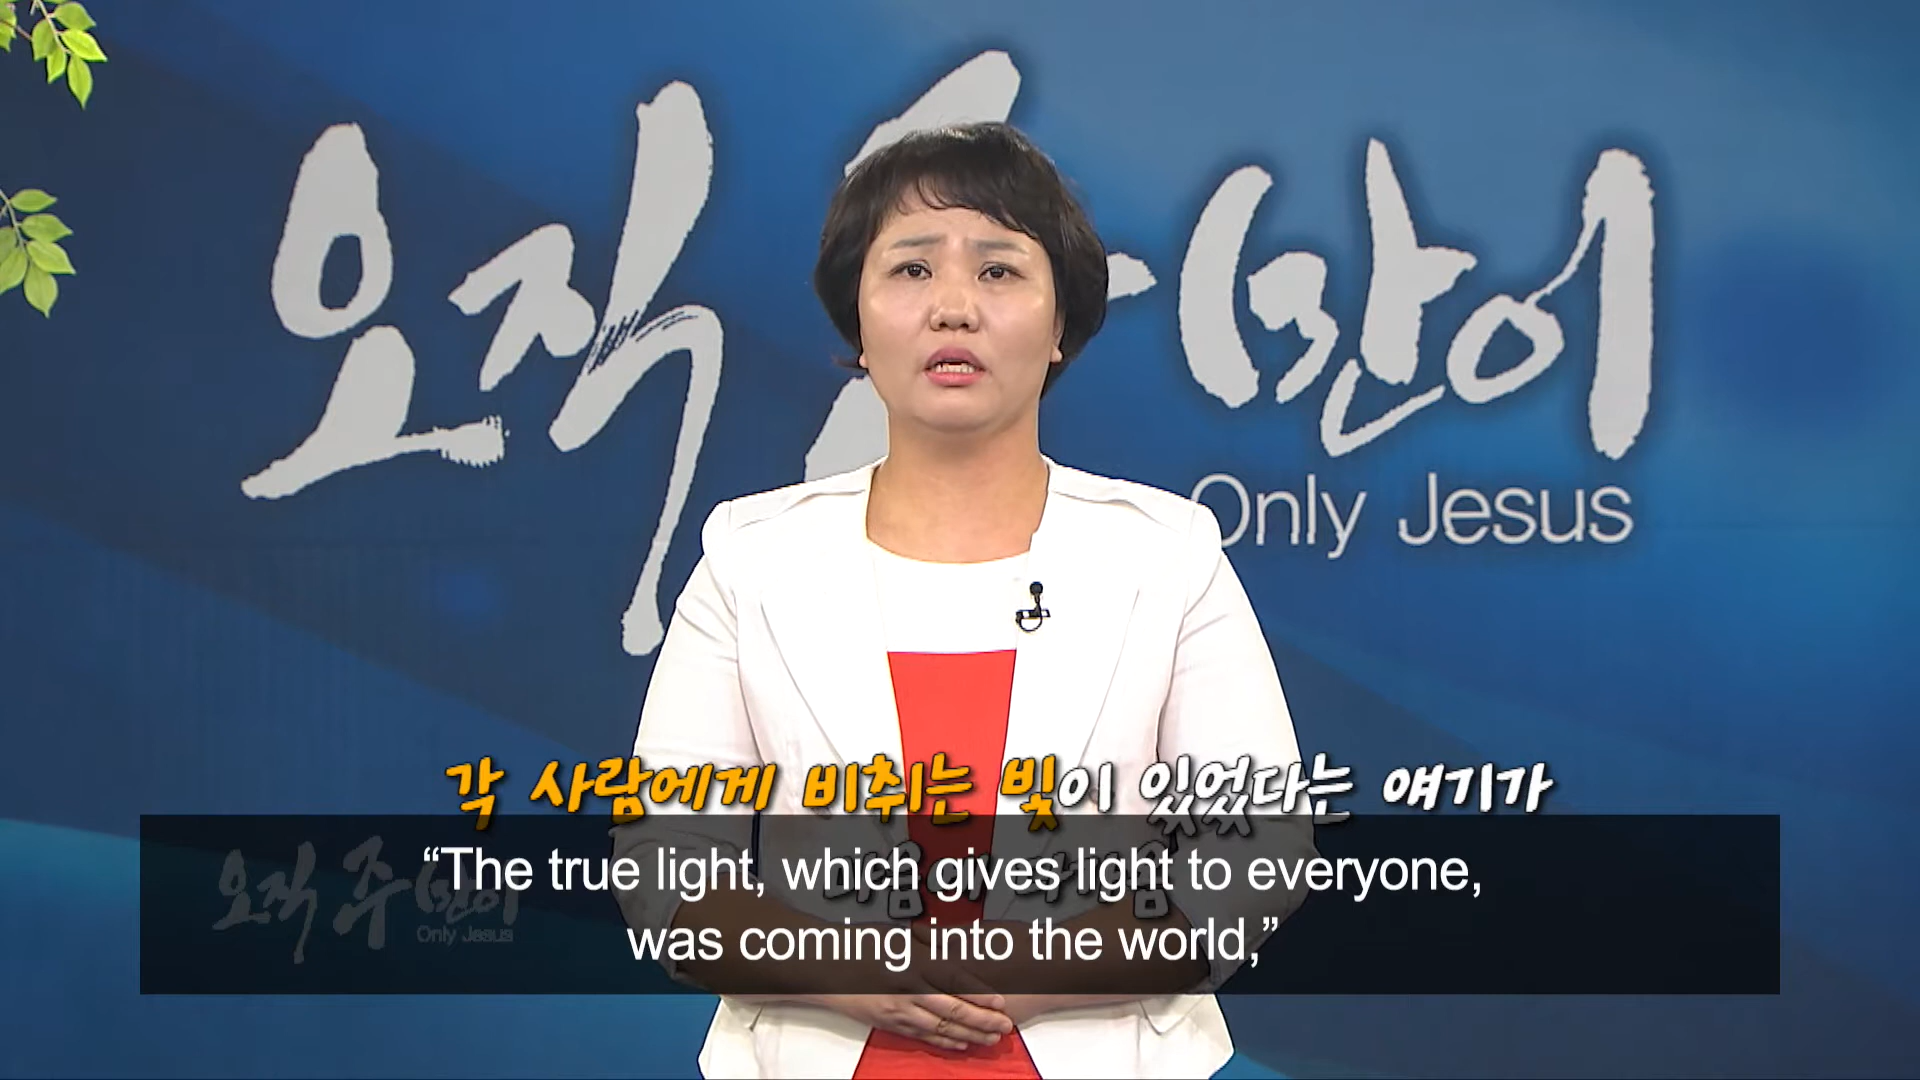 오직 주만이
Only Jesus
각 사람에게 비취는 빛이 있었다는 얘기가
“The true light, which gives light to everyone,
was coming into the world,”
오직 주만이
Only Jesus